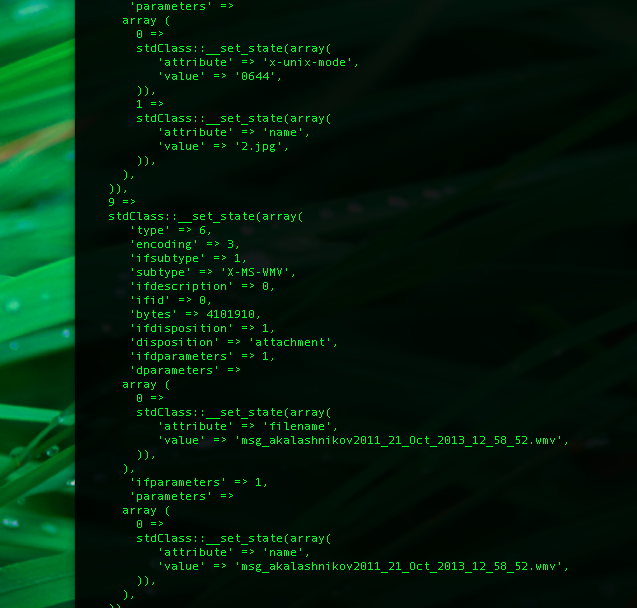 'parameters' =>
array (
0 =>
stdClass::__set_state(array(
'attribute' => 'x-unix-mode',
'value' => '0644',
)),
1 =>
stdClass::__set_state(array(
'attribute' => 'name',
'value' => '2.jpg',
)),
),
)),
9 =>
stdClass::__set_state(array(
'type' => 6,
'encoding' => 3,
'ifsubtype' => 1,
'subtype' => 'X-MS-WMV',
'ifdescription' => 0,
'ifid' => 0,
'bytes' => 4101910,
'ifdisposition' => 1,
'disposition' => 'attachment',
'ifdparameters' => 1,
'dparameters' =>
array (
0 =>
stdClass::__set_state(array(
'attribute' => 'filename',
'value' => 'msg_akalashnikov2011_21_Oct_2013_12_58_52.wmv',
)),
),
'ifparameters' => 1,
'parameters' =>
array (
0 =>
stdClass::__set_state(array(
'attribute' => 'name',
'value' => 'msg_akalashnikov2011_21_Oct_2013_12_58_52.wmv',
)),
),
)),